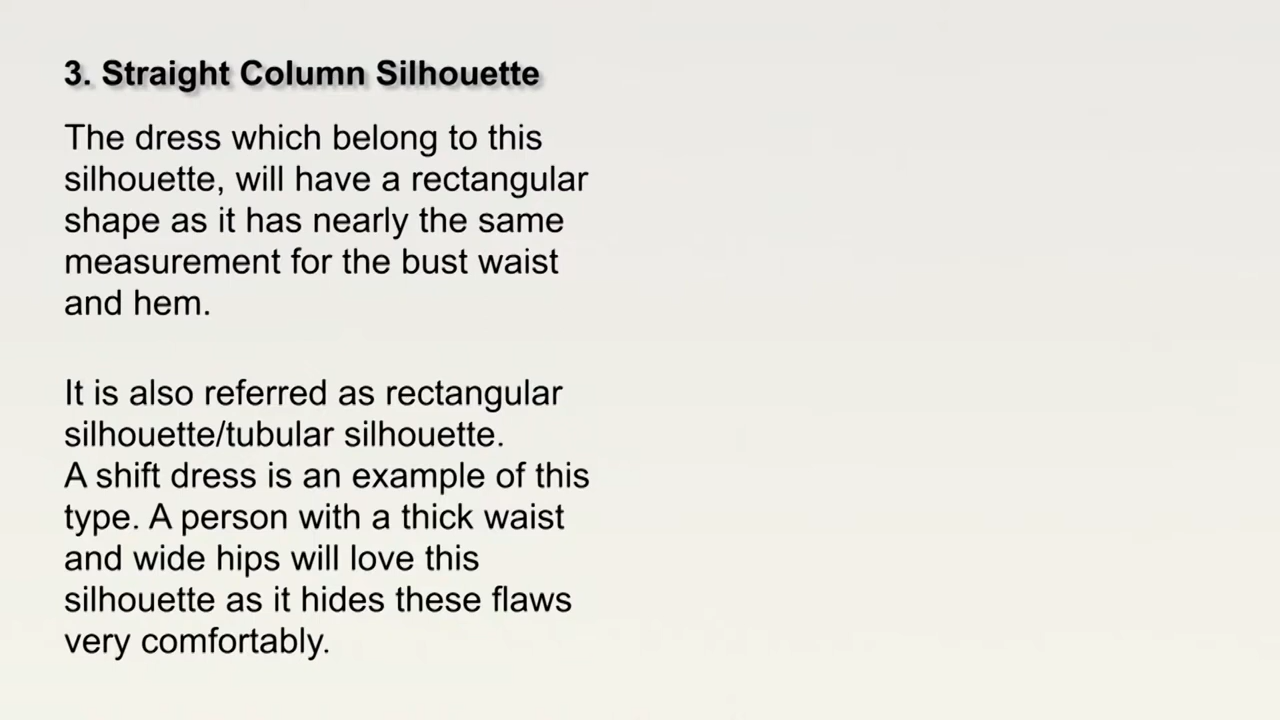 3. Straight Column Silhouette
The dress which belong to this
silhouette, will have a rectangular
shape as it has nearly the same
measurement for the bust waist
and hem.
It is also referred as rectangular
silhouette/tubular silhouette.
A shift dress is an example of this
type. A person with a thick waist
and wide hips will love this
silhouette as it hides these flaws
very comfortably.